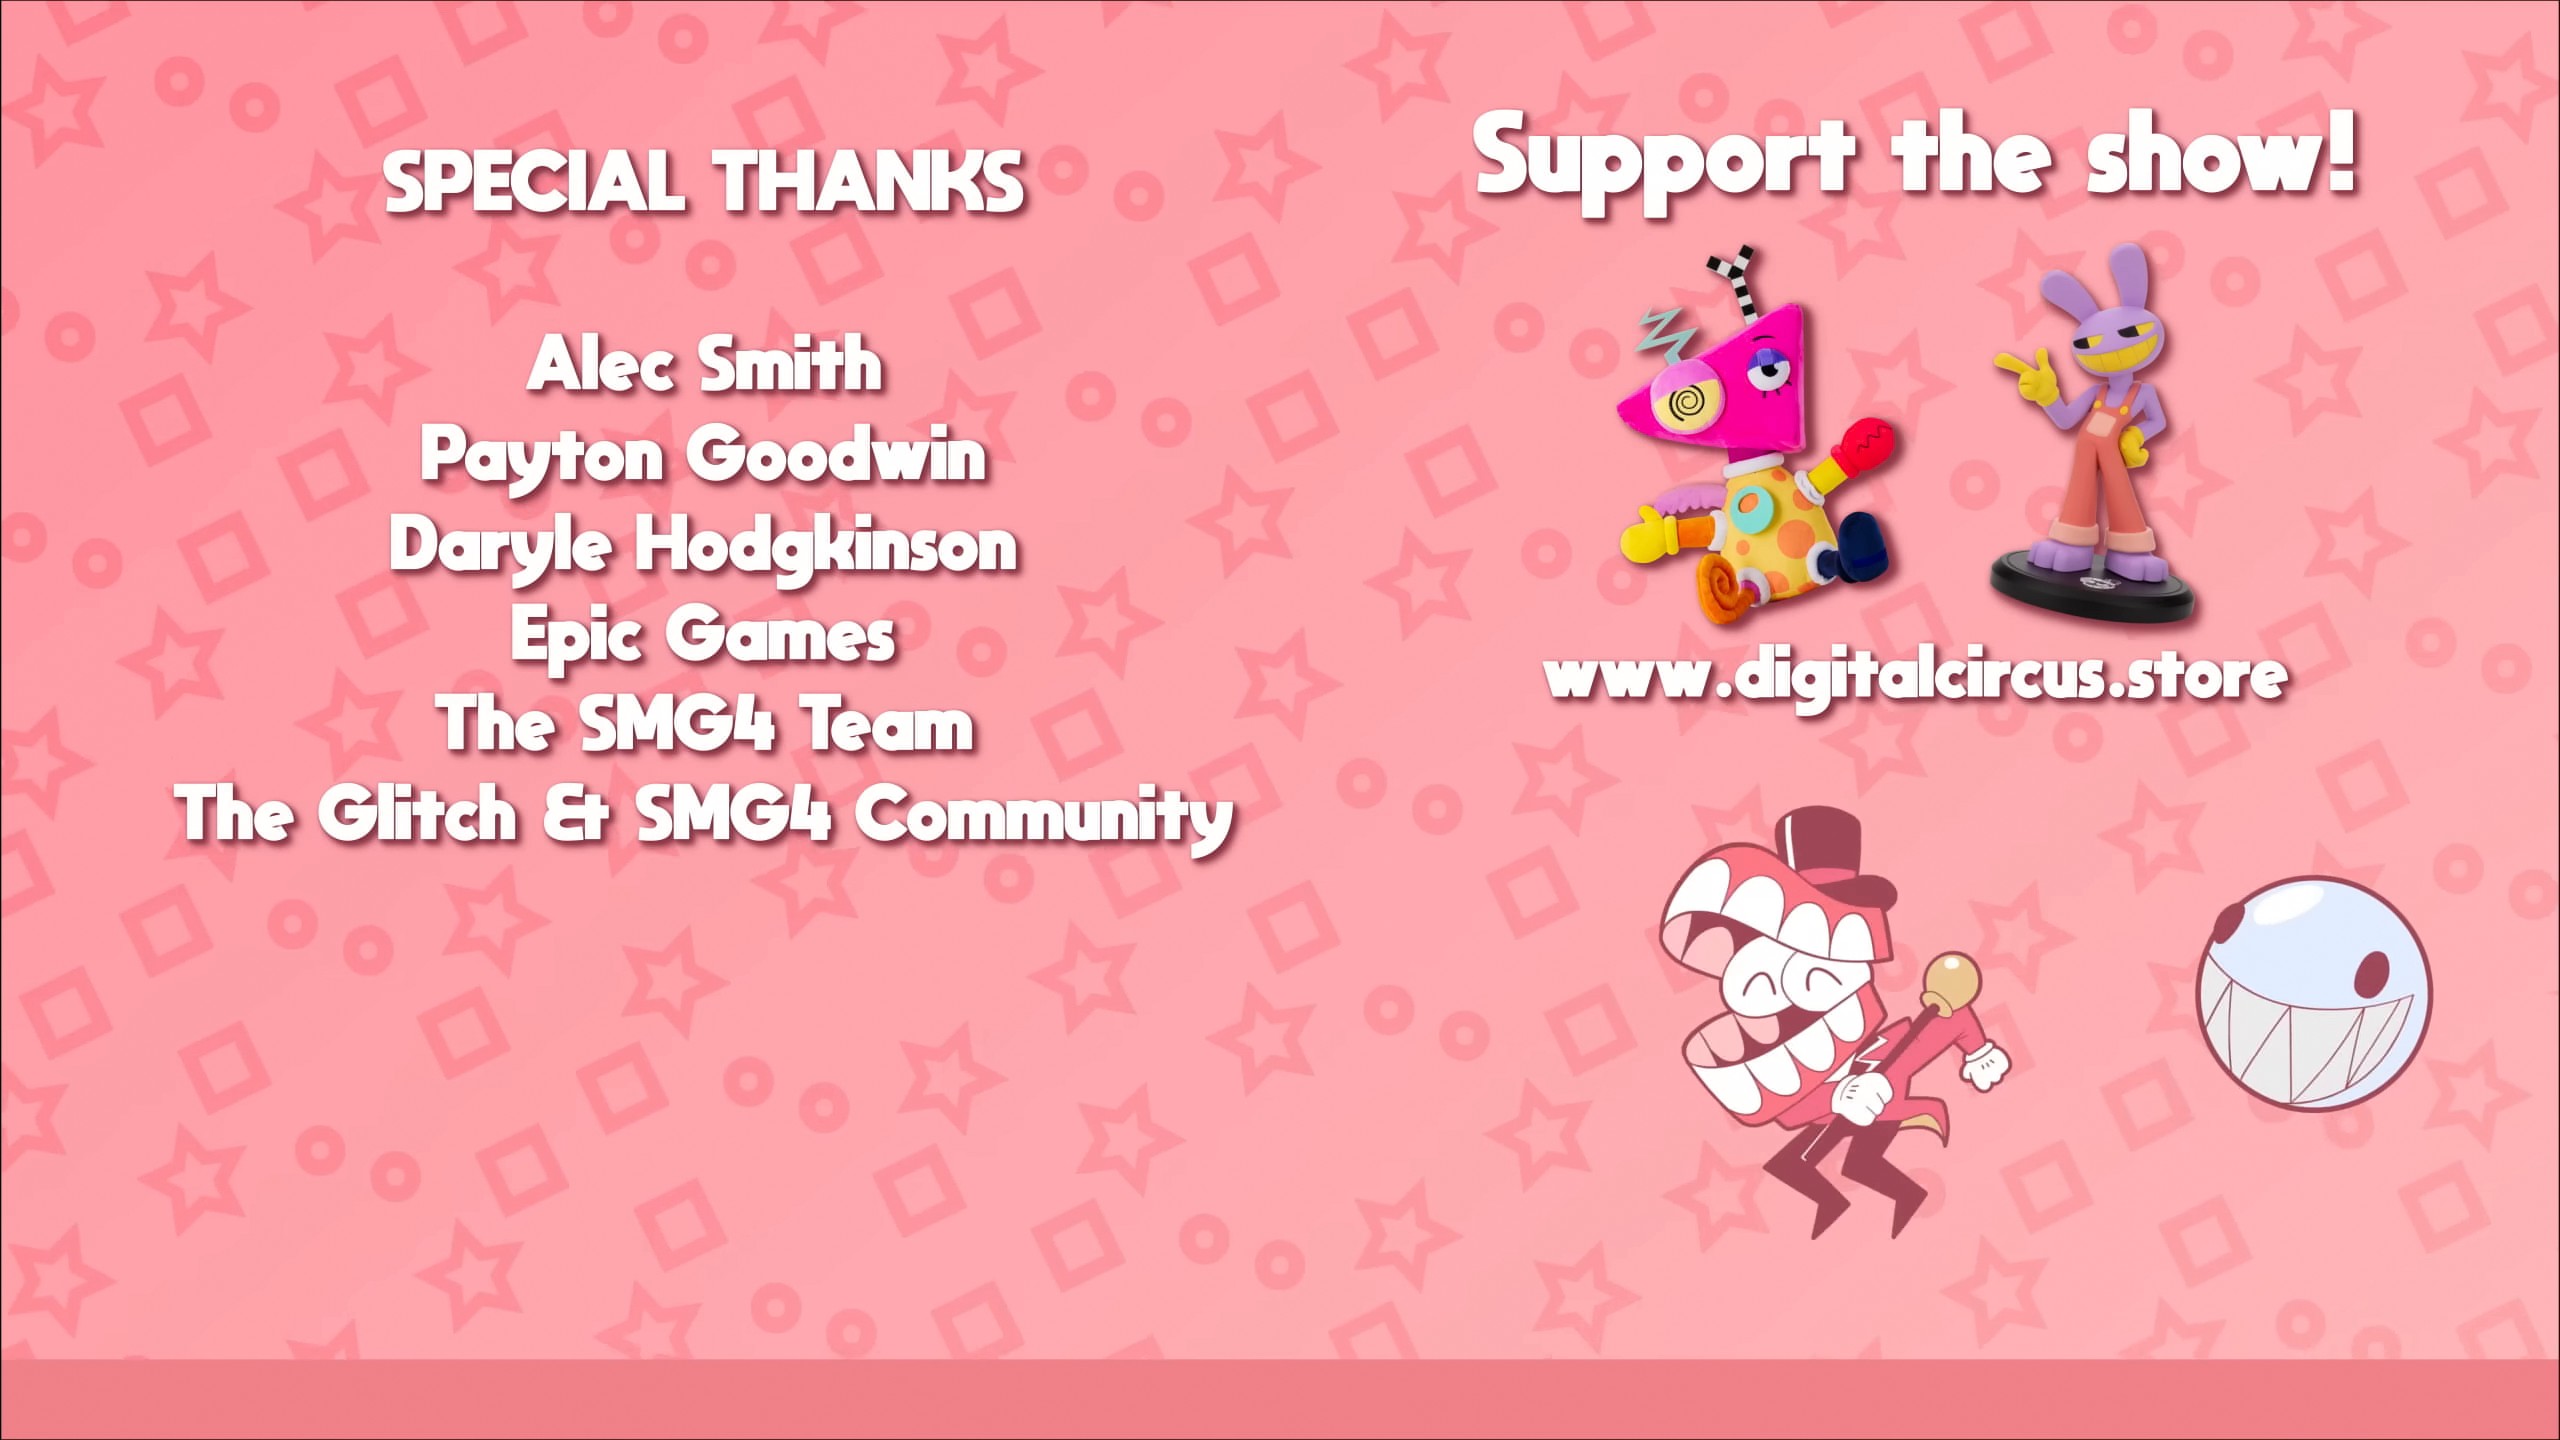 SPECIAL THANKS
Alec Smith
Payton Goodwin
Daryle Hodgkinson
Epic Games
The SMG4 Team
The Glitch & SMG4 Community
Support the show!
www.digitalcircus.store